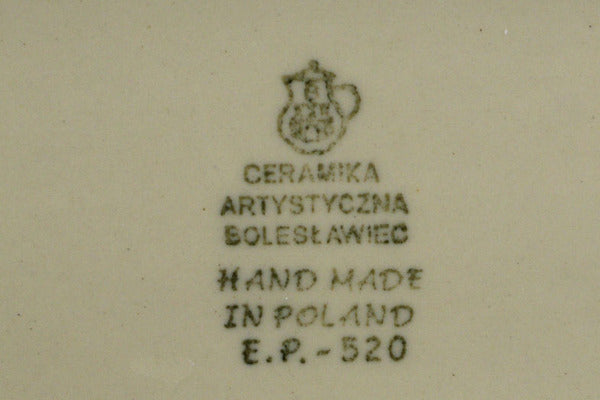 CERAMIKA
ARTYSTYCZNA
BOLESŁAWIEC
HAND MADE
IN POLAND
E.P.-520